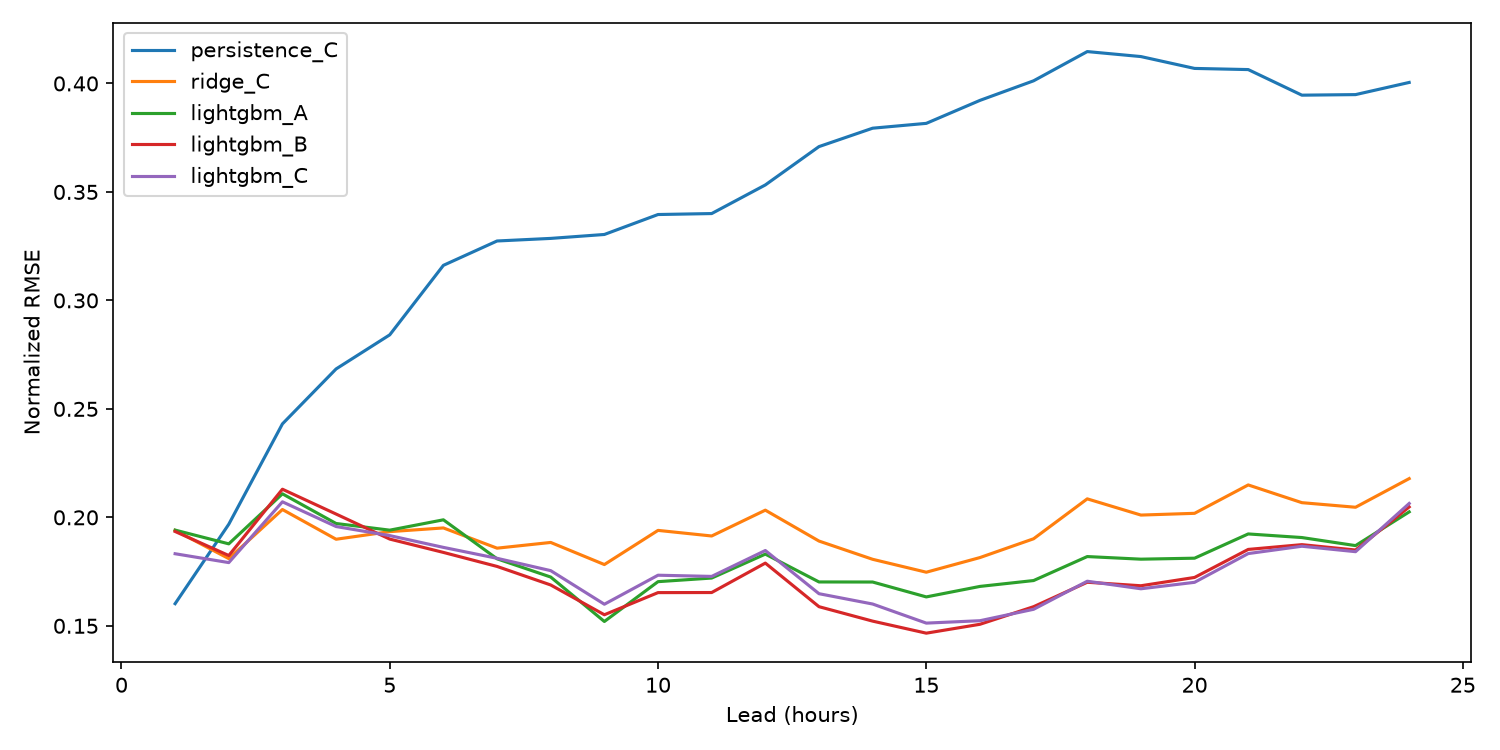 persistence_C
ridge_C
lightgbm_A
lightgbm_B
lightgbm_C
Normalized RMSE
0.40
0.35
0.30
0.25
0.20
0.15
0 5 10 15 20 25
Lead (hours)